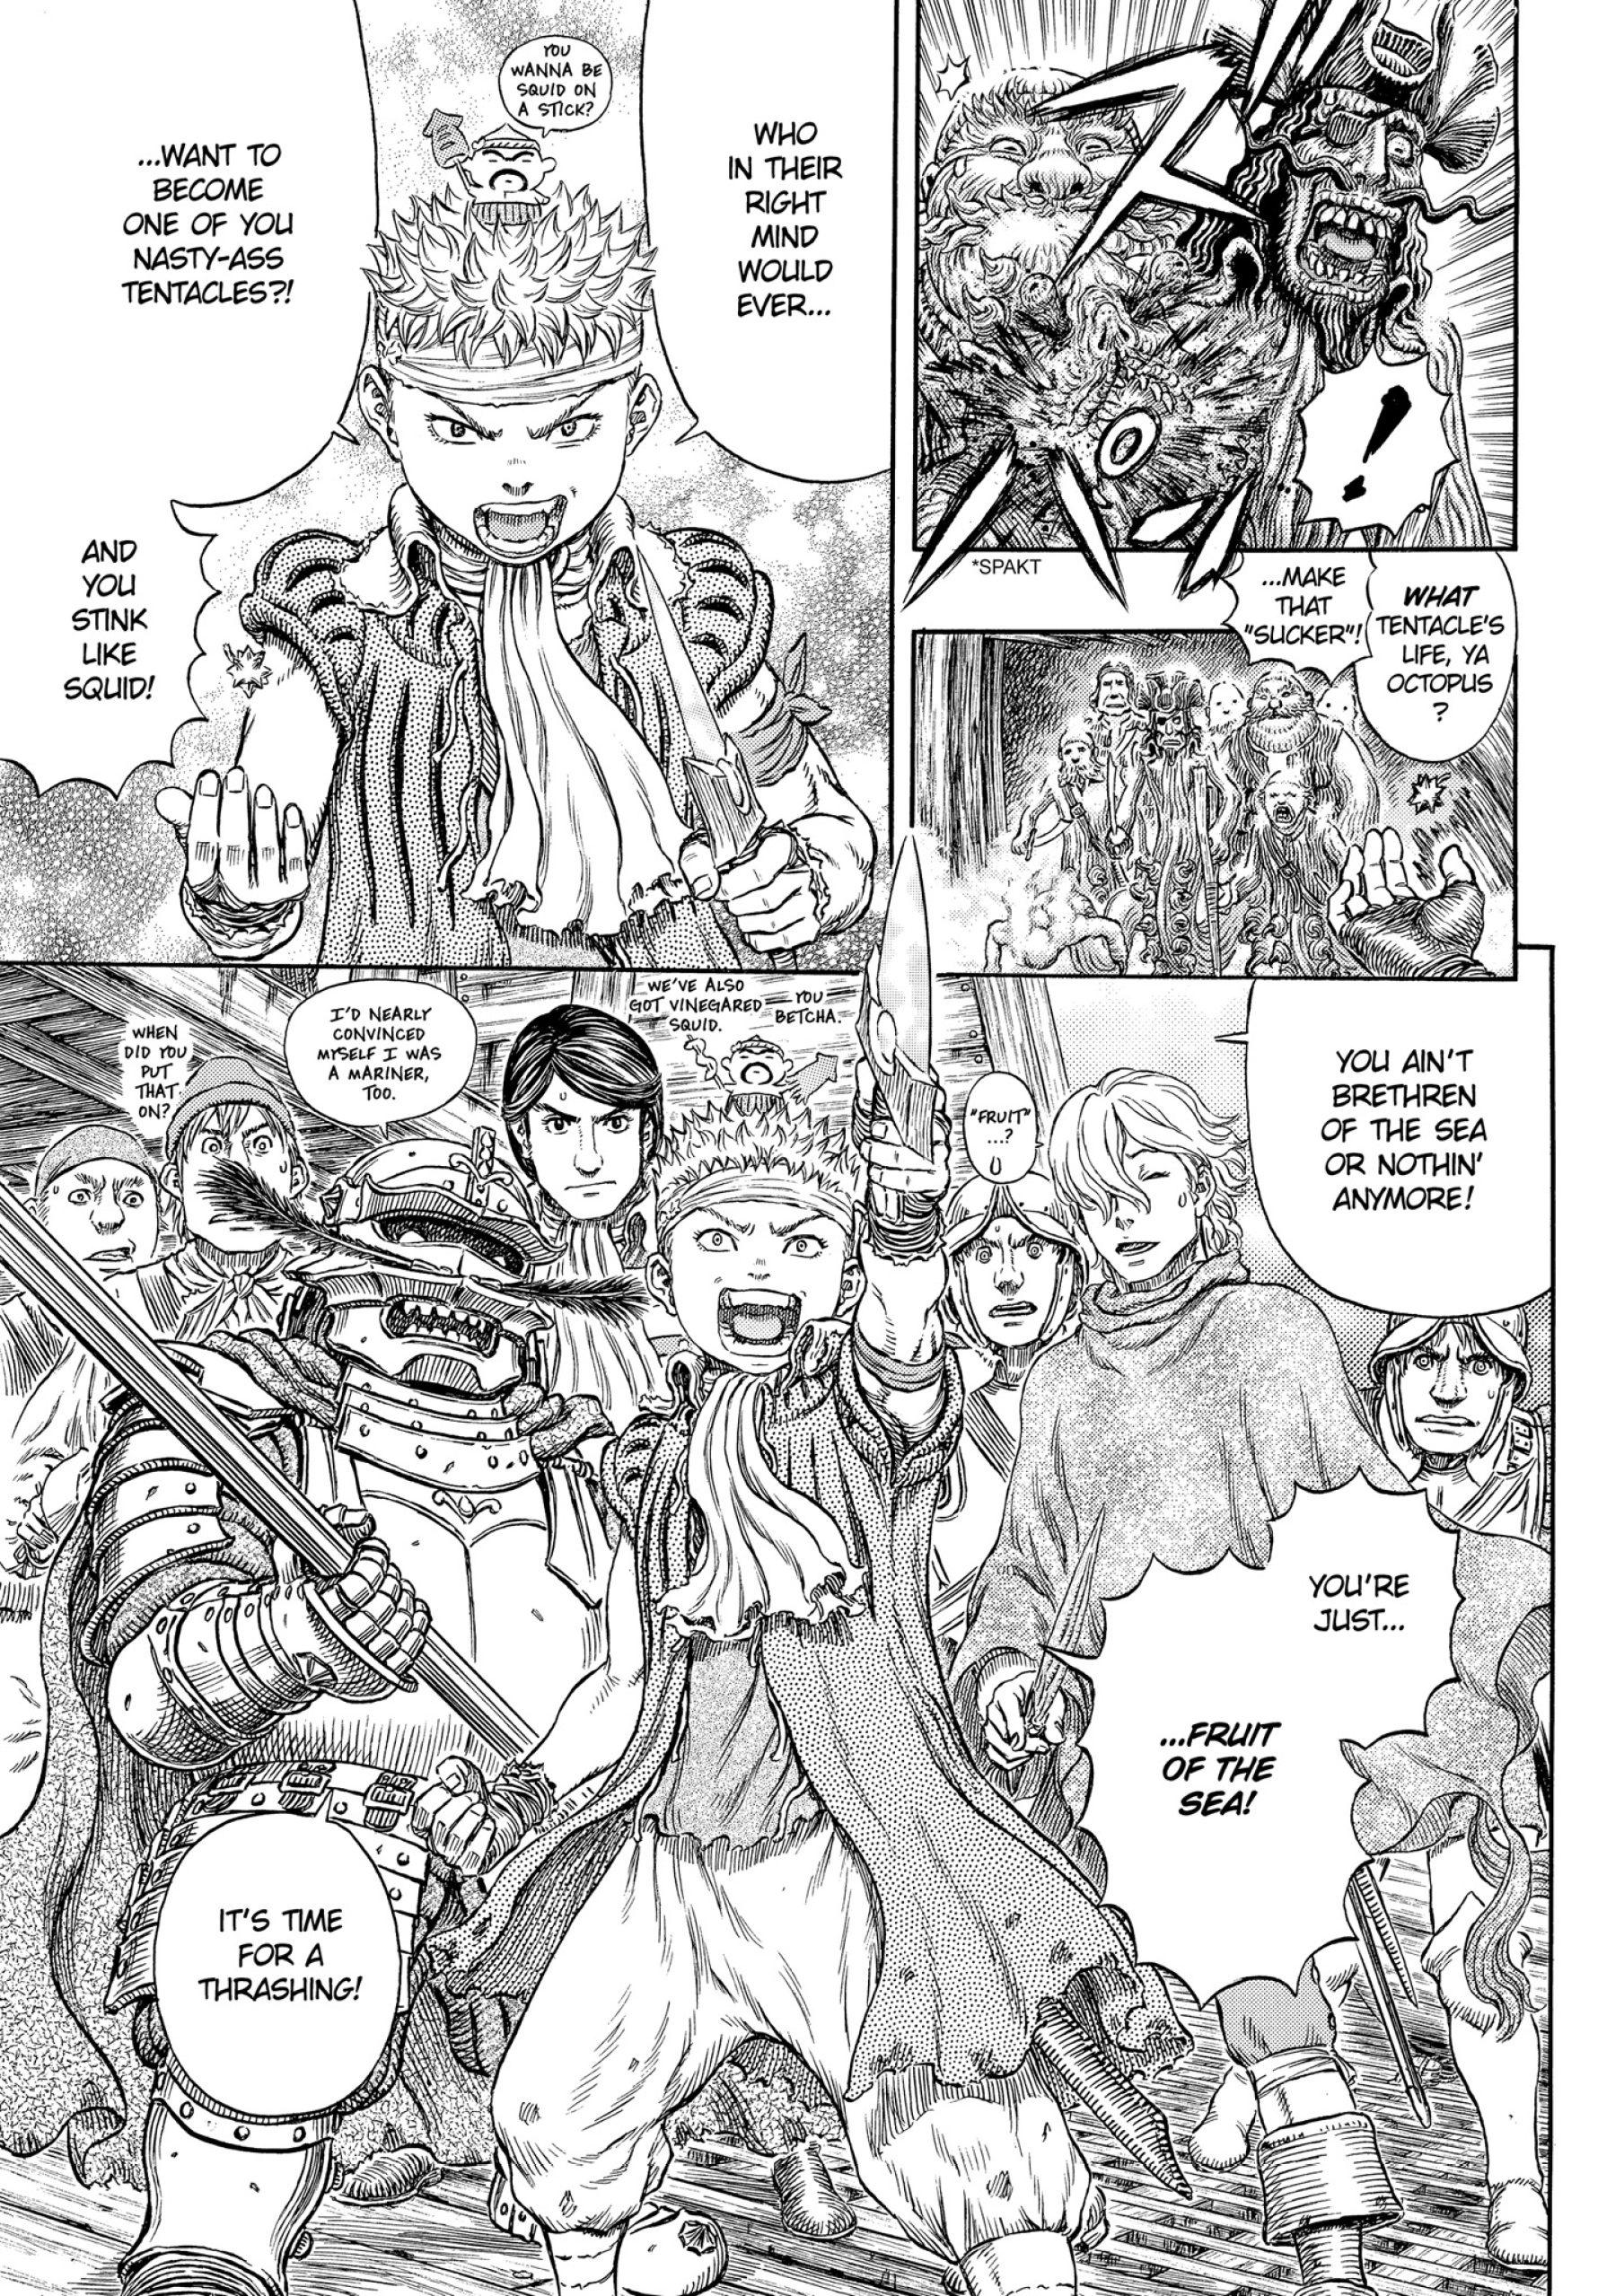 !
*SPAKT
WHAT
TENTACLE'S
LIFE, YA
OCTOPUS
?
...MAKE
THAT
"SUCKER"!
WHO
IN THEIR
RIGHT
MIND
WOULD
EVER...
YOU
WANNA BE
SQUID ON
A STICK?
...WANT TO
BECOME
ONE OF YOU
NASTY-ASS
TENTACLES?!
AND
YOU
STINK
LIKE
SQUID!
YOU AIN'T
BRETHREN
OF THE SEA
OR NOTHIN'
ANYMORE!
YOU'RE
JUST...
...FRUIT
OF THE
SEA!
"FRUIT"
...?
YOU
BETCHA.
WE'VE ALSO
GOT VINEGARED
SQUID.
I'D NEARLY
CONVINCED
MYSELF I WAS
A MARINER,
TOO.
WHEN
DID YOU
PUT
THAT
ON?
IT'S TIME
FOR A
THRASHING!